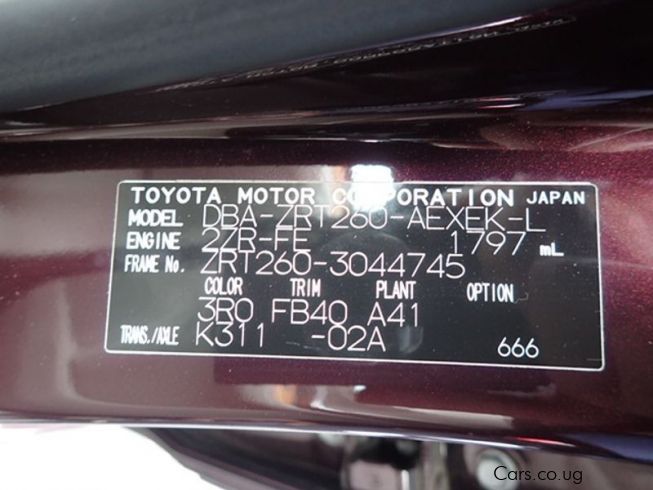 TOYOTA MOTOR CORPORATION JAPAN
MODEL DBA-ZRT260-AEXEK-L
ENGINE 2ZR-FE 1797 mL
FRAME No. ZRT260-3044745
COLOR TRIM PLANT OPTION
3R0 FB40 A41
TRANS./AXLE K311 -02A 666
Cars.co.ug